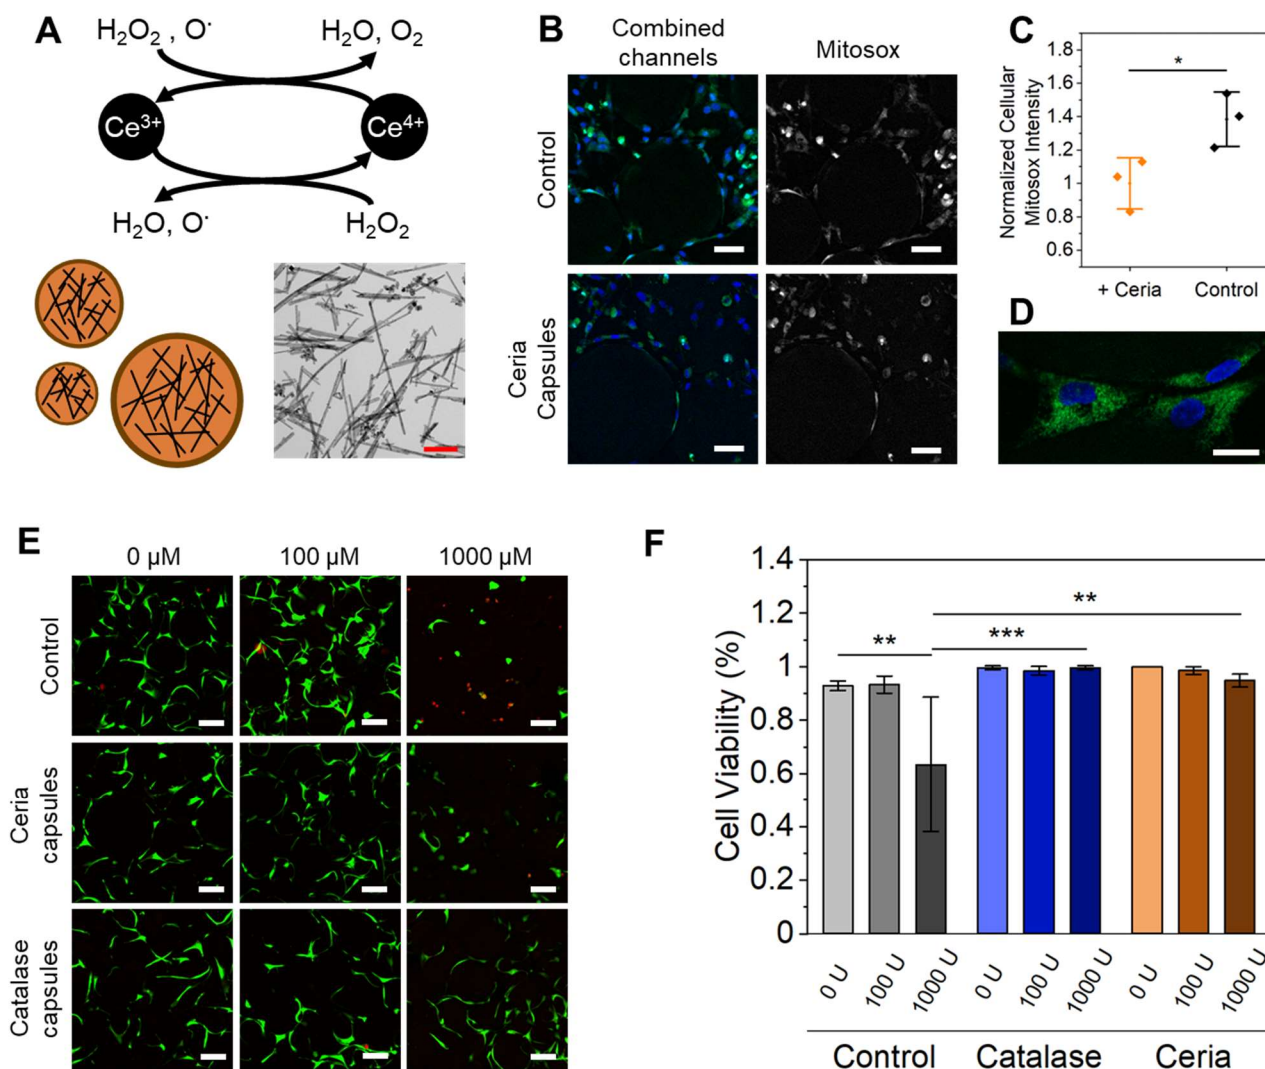 A
H₂O₂ , O˙
H₂O, O₂
Ce³⁺
Ce⁴⁺
H₂O, O˙
H₂O₂
B
Combined
channels
Mitosox
Control
Ceria
Capsules
C
Normalized Cellular
Mitosox Intensity
1.8
1.6
1.4
1.2
1
0.8
0.6
*
+ Ceria
Control
D
E
0 µM
100 µM
1000 µM
Control
Ceria
capsules
Catalase
capsules
F
Cell Viability (%)
1.4
1.2
1
0.8
0.6
0.4
0.2
0
**
***
**
0 U
100 U
1000 U
0 U
100 U
1000 U
0 U
100 U
1000 U
Control
Catalase
Ceria